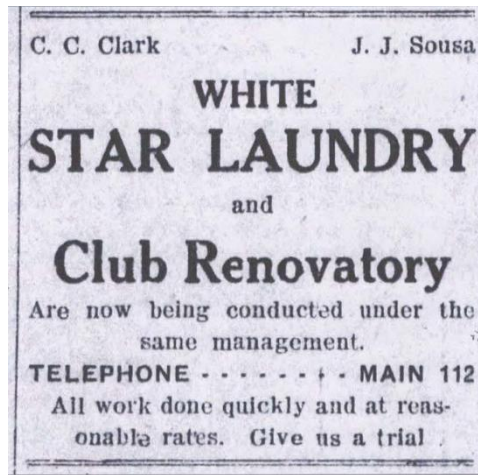 C. C. Clark J. J. Sousa
WHITE
STAR LAUNDRY
and
Club Renovatory
Are now being conducted under the
same management.
TELEPHONE - - - - - - - - MAIN 112
All work done quickly and at reas-
onable rates. Give us a trial